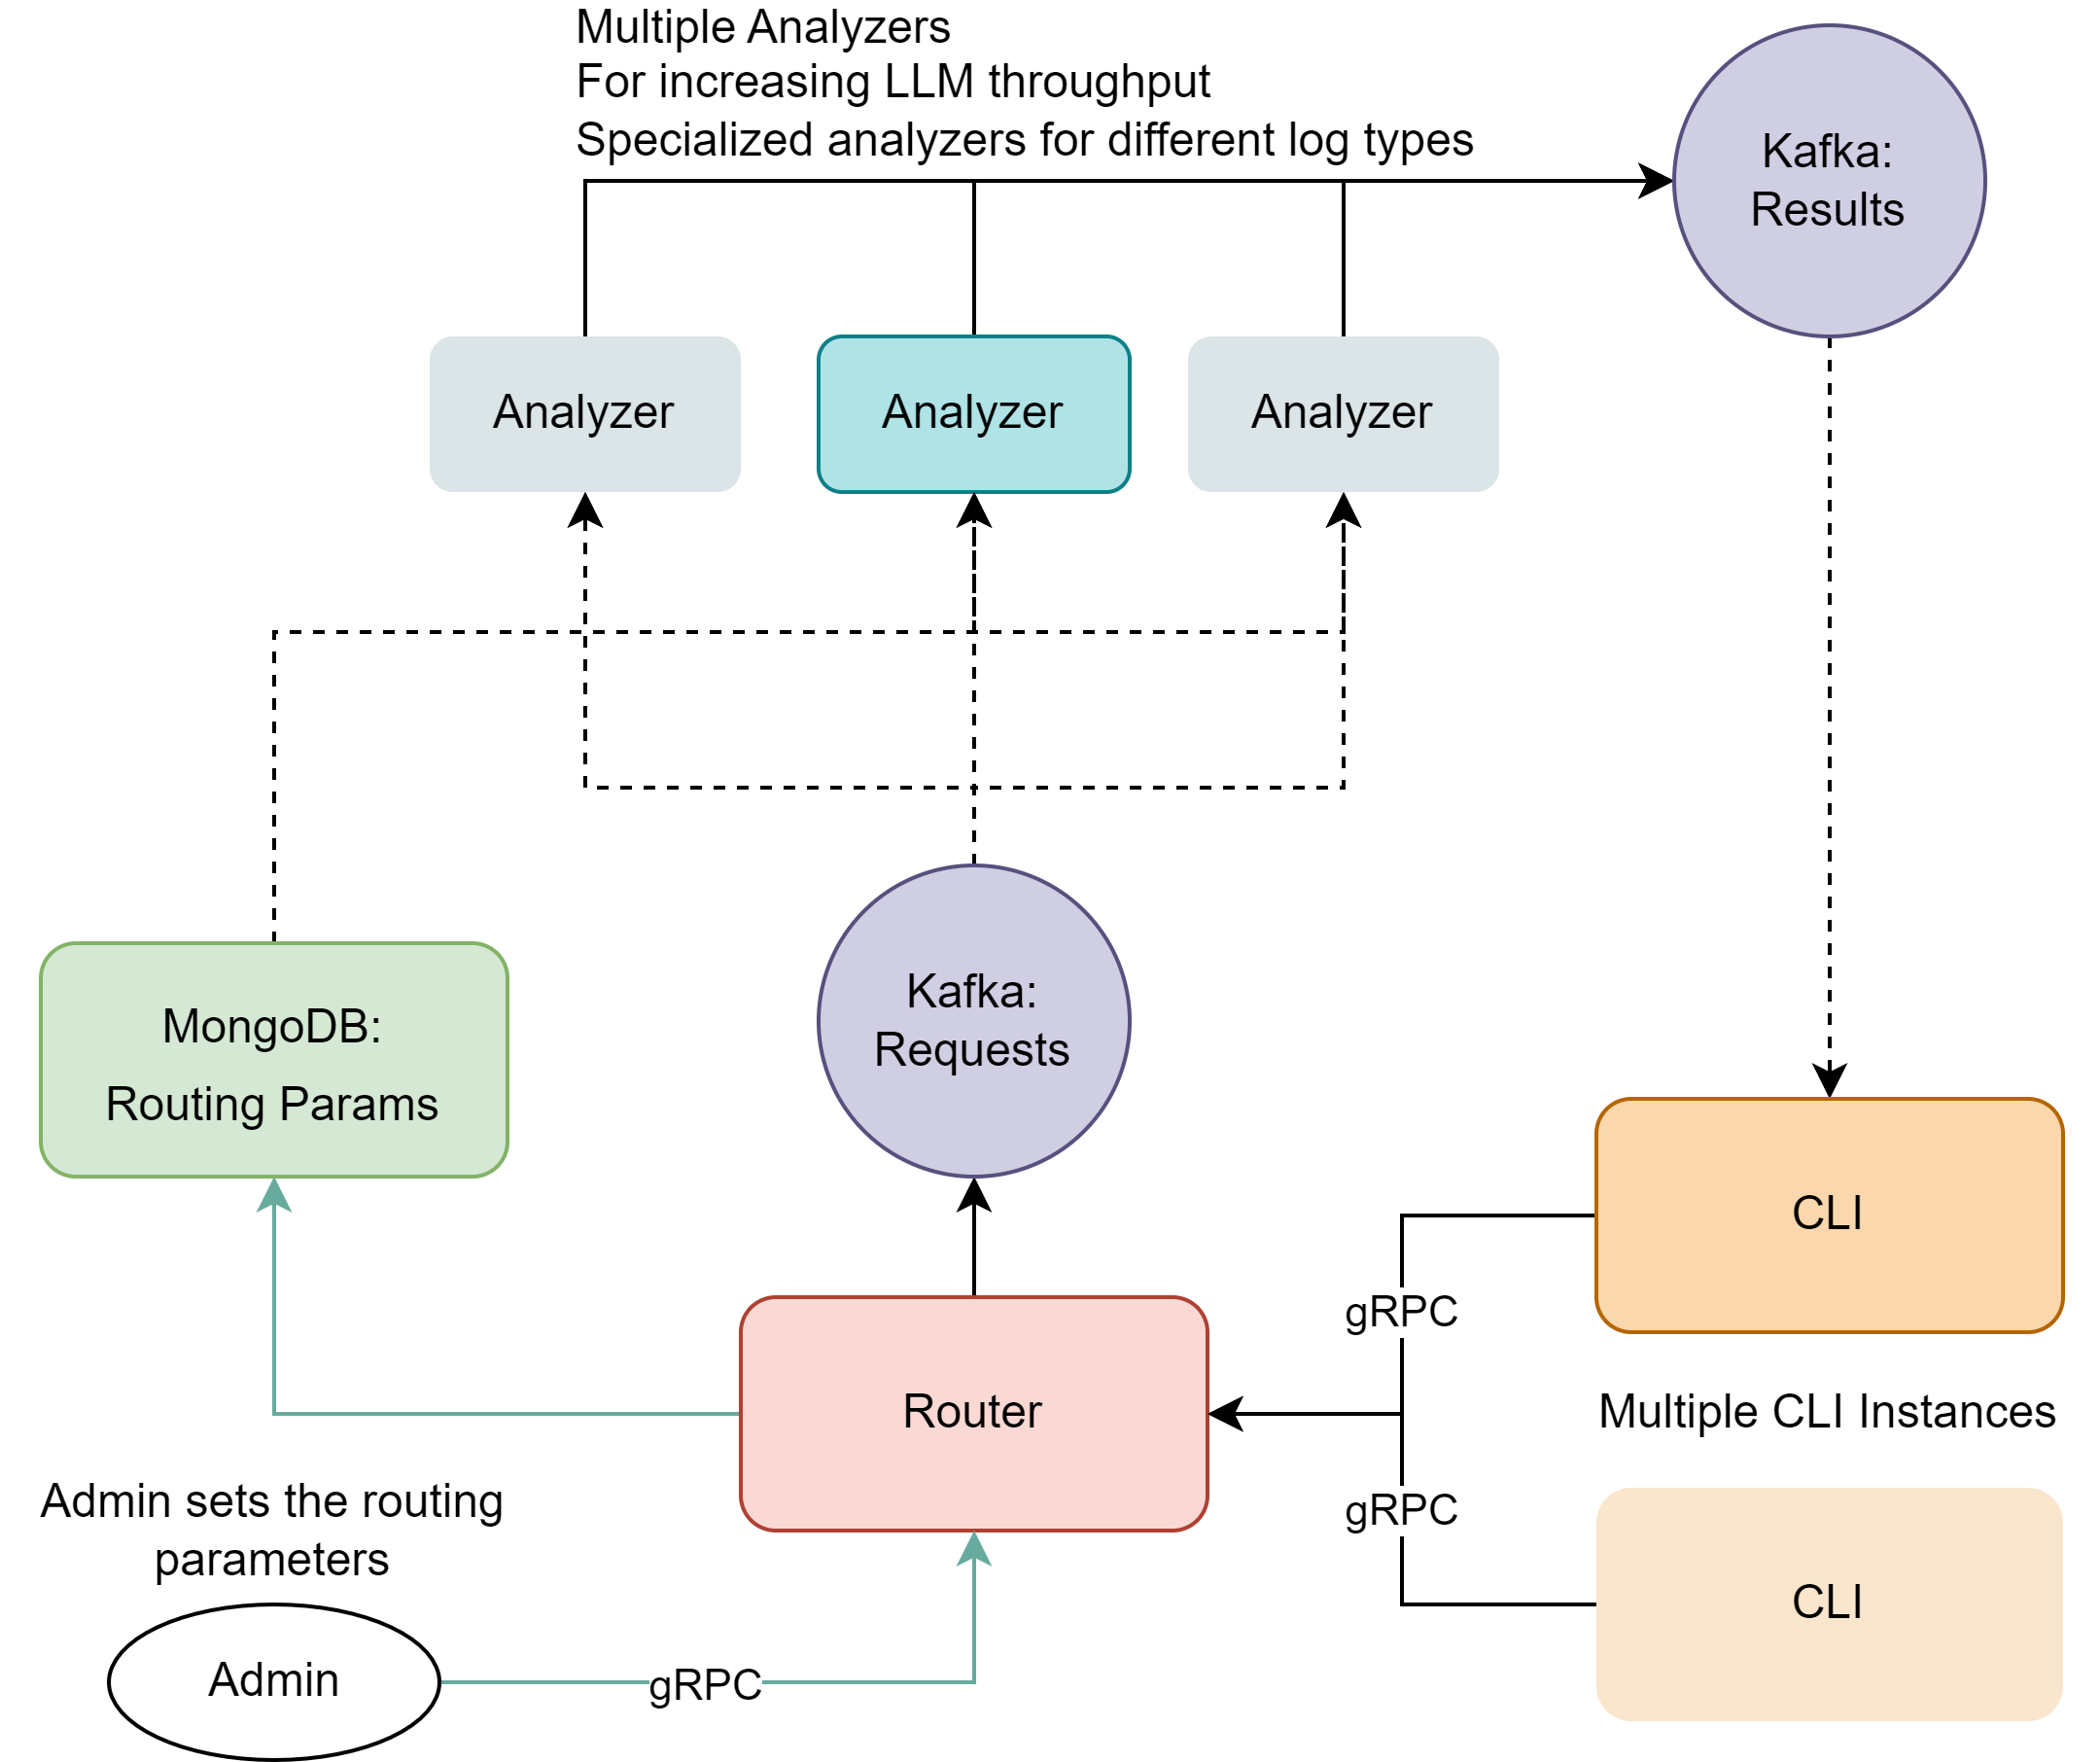 Multiple Analyzers
For increasing LLM throughput
Specialized analyzers for different log types
Kafka:
Results
Analyzer
Analyzer
Analyzer
Kafka:
Requests
MongoDB:
Routing Params
CLI
gRPC
Router
Multiple CLI Instances
Admin sets the routing
parameters
gRPC
CLI
Admin
gRPC